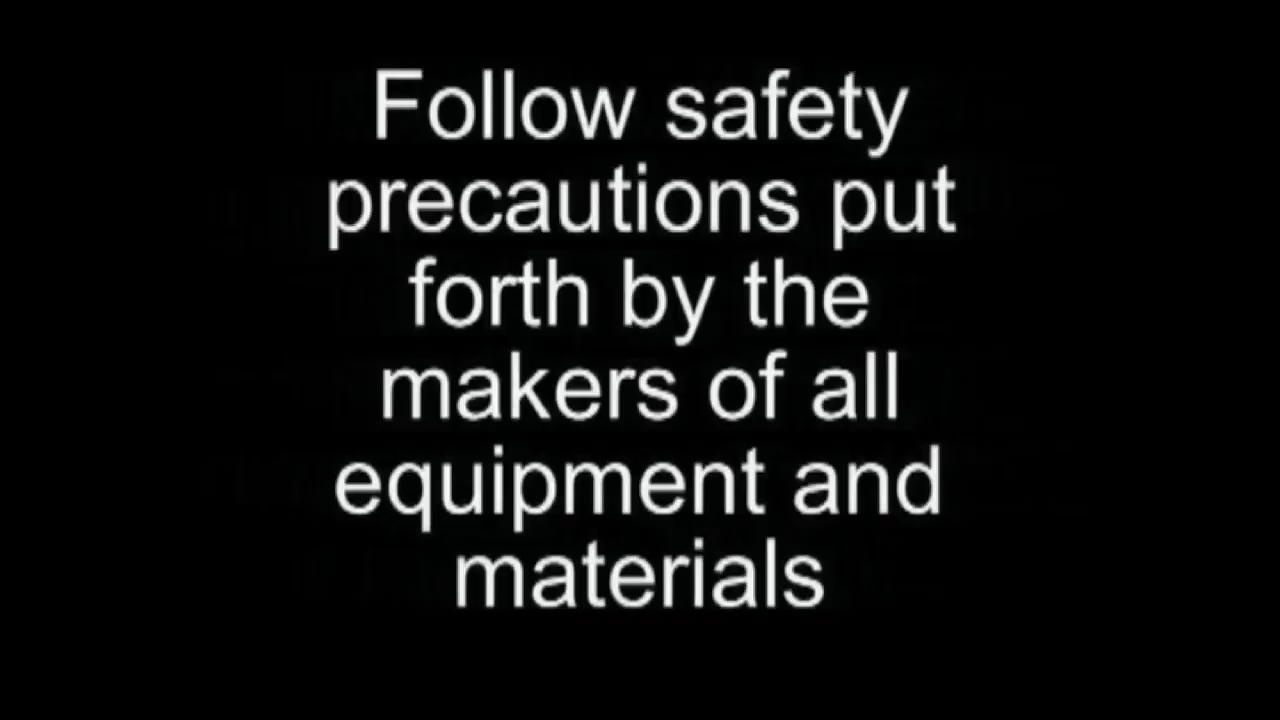 Follow safety
precautions put
forth by the
makers of all
equipment and
materials